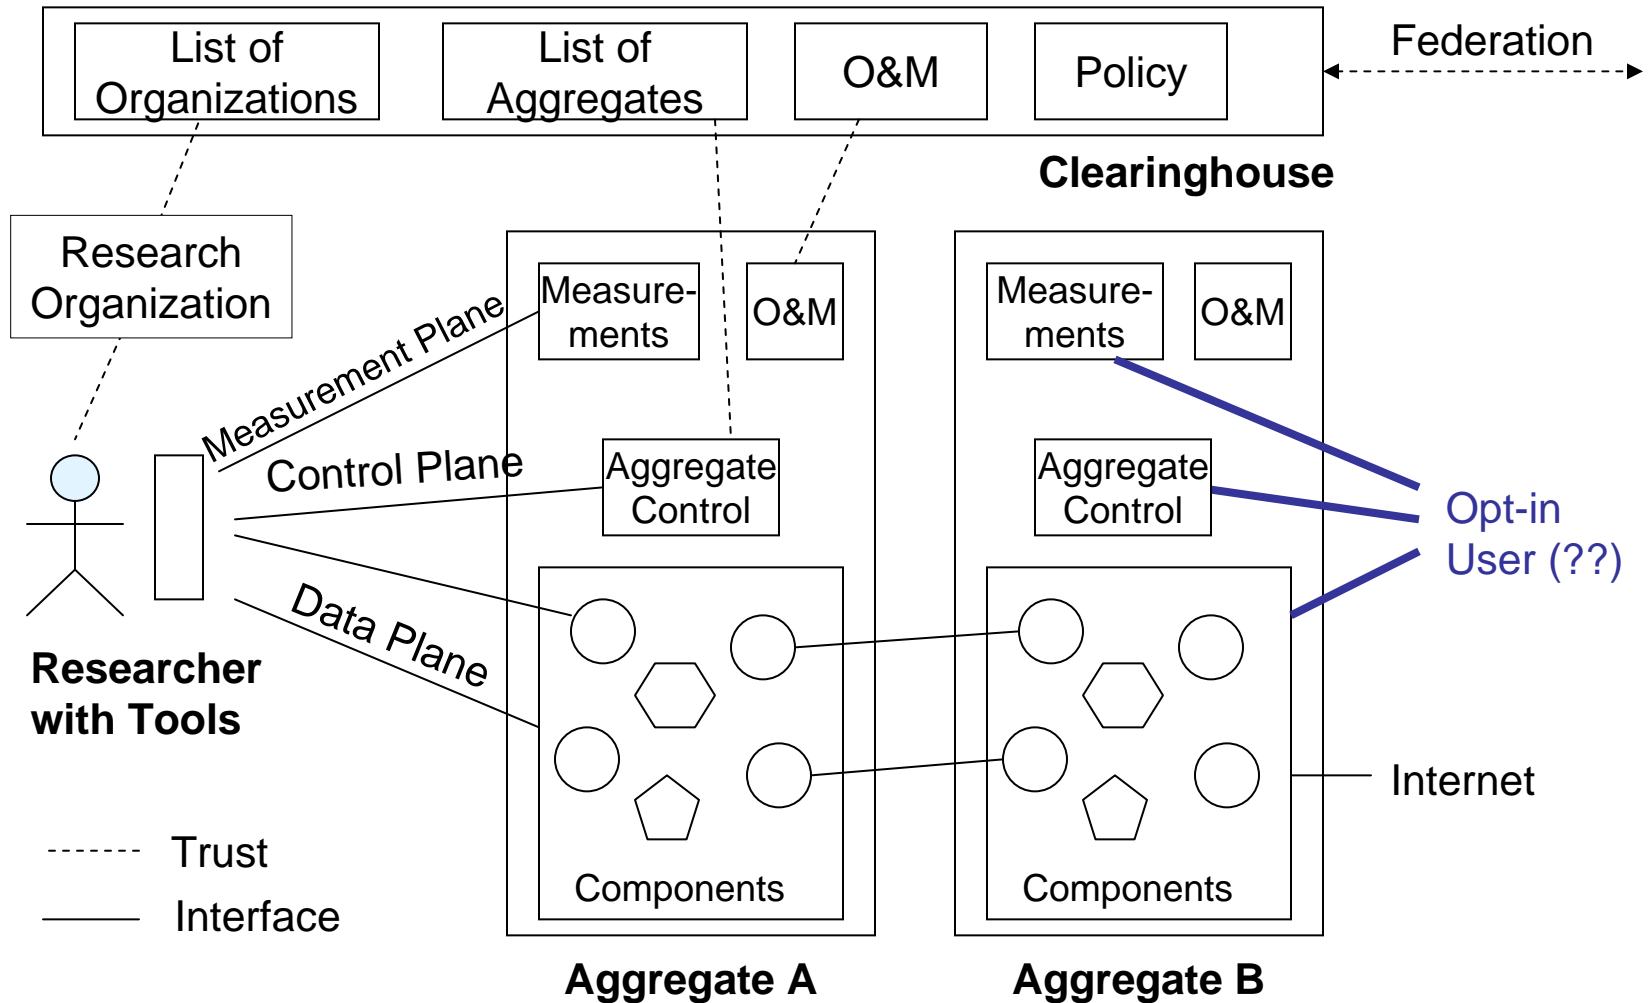 List of
Organizations
List of
Aggregates
O&M
Policy
Federation
Clearinghouse
Research
Organization
Measurement Plane
Control Plane
Data Plane
Researcher
with Tools
Trust
Interface
Measure-
ments
O&M
Aggregate
Control
Components
Aggregate A
Measure-
ments
O&M
Aggregate
Control
Components
Aggregate B
Opt-in
User (??)
Internet